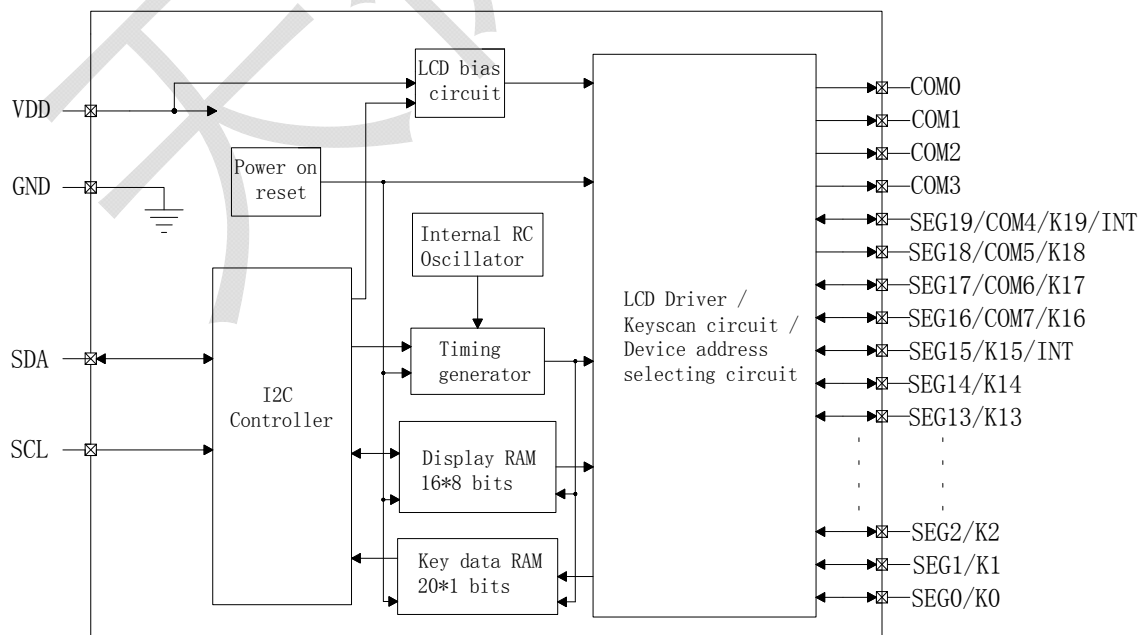 LCD bias
circuit
VDD
GND
SDA
SCL
Power on
reset
Internal RC
Oscillator
Timing
generator
I2C
Controller
Display RAM
16*8 bits
Key data RAM
20*1 bits
LCD Driver /
Keyscan circuit /
Device address
selecting circuit
COM0
COM1
COM2
COM3
SEG19/COM4/K19/INT
SEG18/COM5/K18
SEG17/COM6/K17
SEG16/COM7/K16
SEG15/K15/INT
SEG14/K14
SEG13/K13
SEG2/K2
SEG1/K1
SEG0/K0